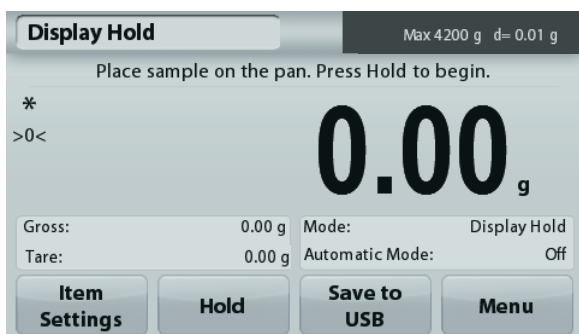 Display Hold
Max 4200 g d= 0.01 g
Place sample on the pan. Press Hold to begin.
*
>0<
0.00 g
Gross: 0.00 g
Tare: 0.00 g
Mode: Display Hold
Automatic Mode: Off
Item Settings
Hold
Save to USB
Menu